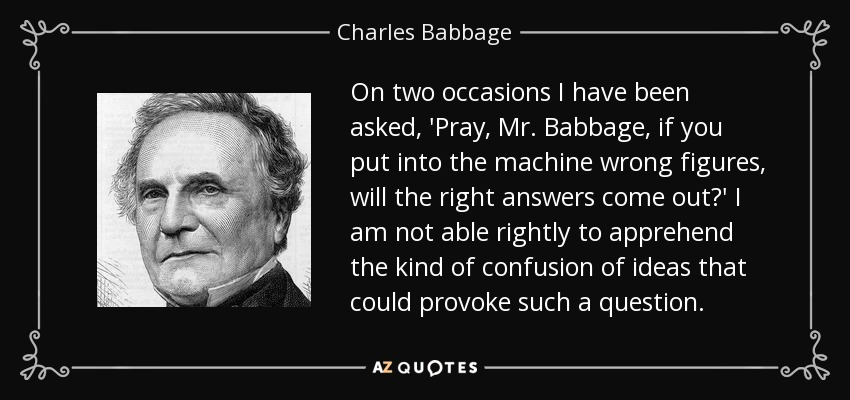 Charles Babbage
On two occasions I have been
asked, 'Pray, Mr. Babbage, if you
put into the machine wrong figures,
will the right answers come out?' I
am not able rightly to apprehend
the kind of confusion of ideas that
could provoke such a question.
AZ QUOTES